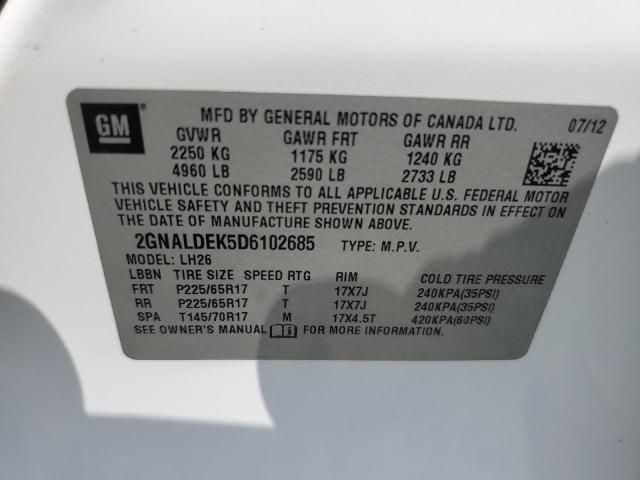 GM
MFD BY GENERAL MOTORS OF CANADA LTD. 07/12
GVWR GAWR FRT GAWR RR
2250 KG 1175 KG 1240 KG
4960 LB 2590 LB 2733 LB
THIS VEHICLE CONFORMS TO ALL APPLICABLE U.S. FEDERAL MOTOR
VEHICLE SAFETY AND THEFT PREVENTION STANDARDS IN EFFECT ON
THE DATE OF MANUFACTURE SHOWN ABOVE.
2GNALDEK5D6102685 TYPE: M.P.V.
MODEL: LH26
LBBN TIRE SIZE SPEED RTG RIM COLD TIRE PRESSURE
FRT P225/65R17 T 17X7J 240KPA(35PSI)
RR P225/65R17 T 17X7J 240KPA(35PSI)
SPA T145/70R17 M 17X4.5T 420KPA(60PSI)
SEE OWNER'S MANUAL FOR MORE INFORMATION.